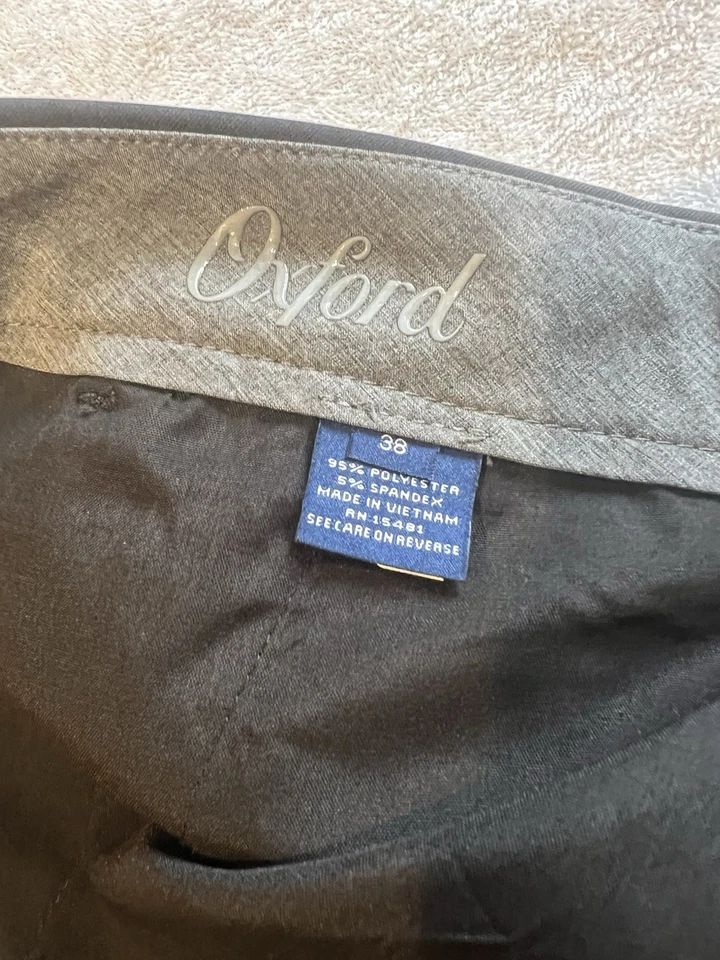 Oxford
38
95% POLYESTER
5% SPANDEX
MADE IN VIETNAM
RN 15481
SEE CARE ON REVERSE